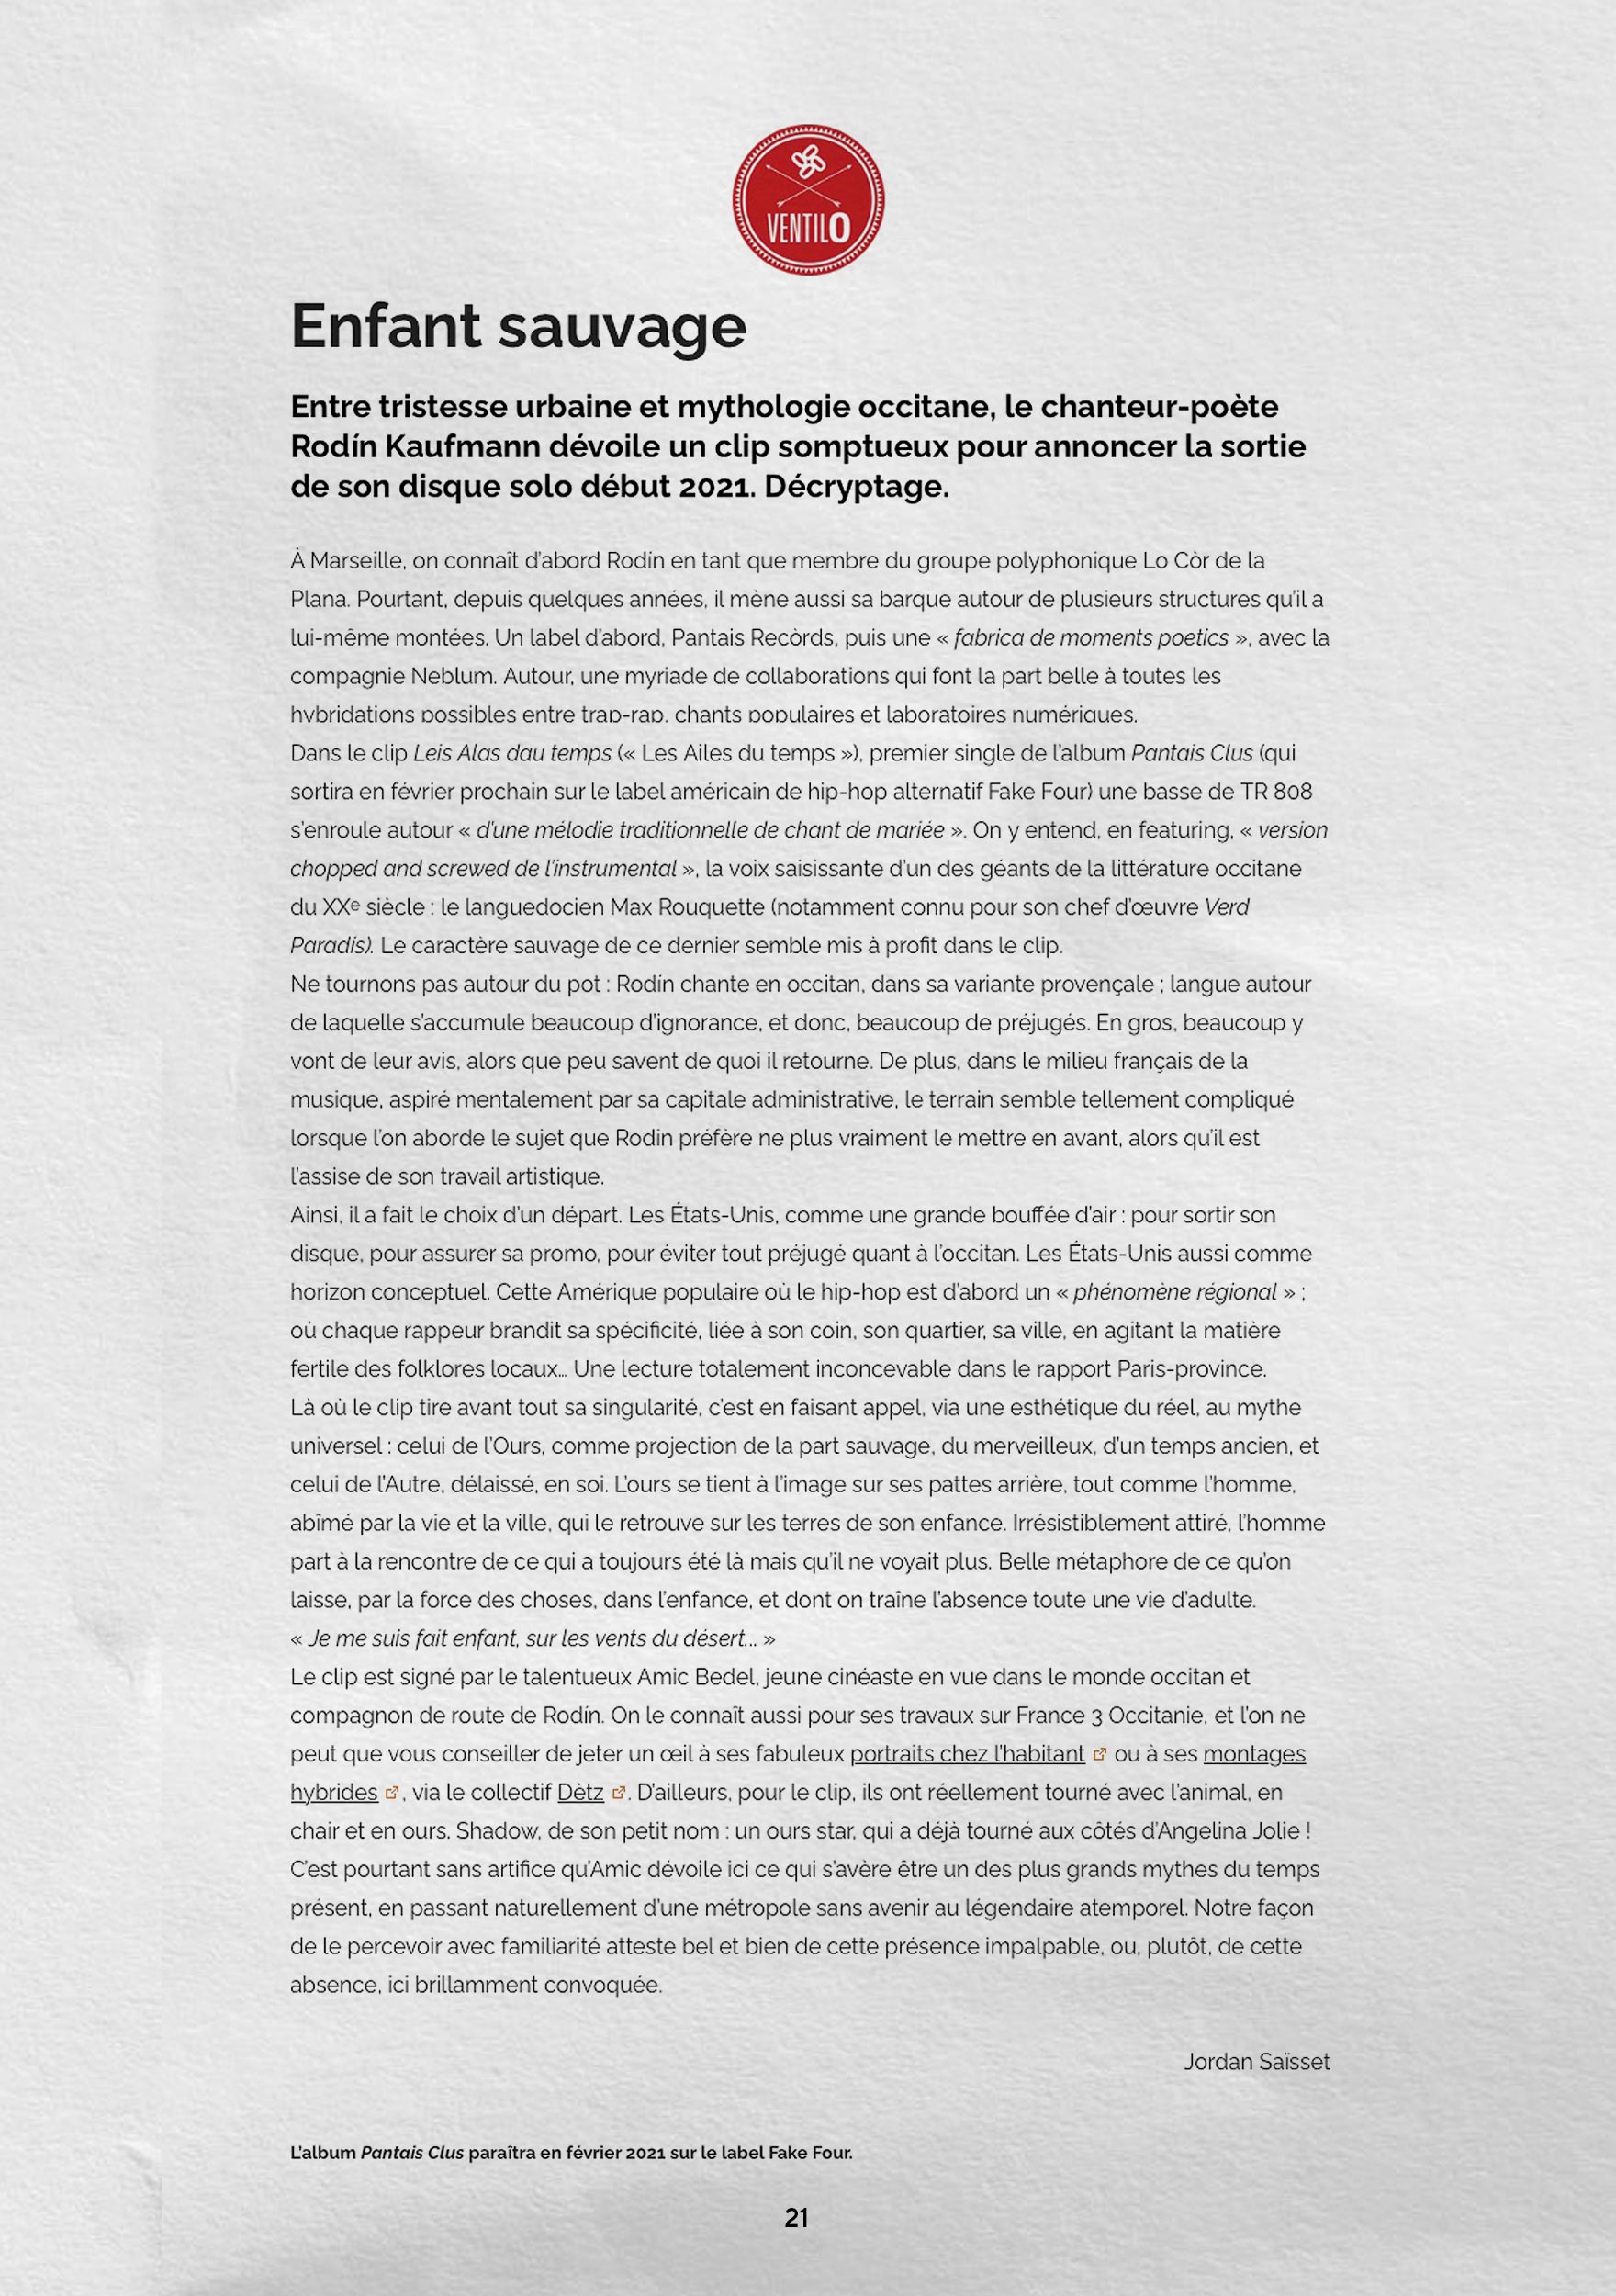 VENTILO
Enfant sauvage
Entre tristesse urbaine et mythologie occitane, le chanteur-poète
Rodín Kaufmann dévoile un clip somptueux pour annoncer la sortie
de son disque solo début 2021. Décryptage.
À Marseille, on connaît d’abord Rodín en tant que membre du groupe polyphonique Lo Còr de la
Plana. Pourtant, depuis quelques années, il mène aussi sa barque autour de plusieurs structures qu’il a
lui-même montées. Un label d’abord, Pantais Recòrds, puis une « fabrica de moments poetics », avec la
compagnie Neblum. Autour, une myriade de collaborations qui font la part belle à toutes les
hybridations possibles entre trap-rap, chants populaires et laboratoires numériques.
Dans le clip Leis Alas dau temps (« Les Ailes du temps »), premier single de l’album Pantais Clus (qui
sortira en février prochain sur le label américain de hip-hop alternatif Fake Four) une basse de TR 808
s’enroule autour « d’une mélodie traditionnelle de chant de mariée ». On y entend, en featuring, « version
chopped and screwed de l’instrumental », la voix saisissante d’un des géants de la littérature occitane
du XXe siècle : le languedocien Max Rouquette (notamment connu pour son chef d’œuvre Verd
Paradis). Le caractère sauvage de ce dernier semble mis à profit dans le clip.
Ne tournons pas autour du pot : Rodín chante en occitan, dans sa variante provençale ; langue autour
de laquelle s’accumule beaucoup d’ignorance, et donc, beaucoup de préjugés. En gros, beaucoup y
vont de leur avis, alors que peu savent de quoi il retourne. De plus, dans le milieu français de la
musique, aspiré mentalement par sa capitale administrative, le terrain semble tellement compliqué
lorsque l’on aborde le sujet que Rodin préfère ne plus vraiment le mettre en avant, alors qu’il est
l’assise de son travail artistique.
Ainsi, il a fait le choix d’un départ. Les États-Unis, comme une grande bouffée d’air : pour sortir son
disque, pour assurer sa promo, pour éviter tout préjugé quant à l’occitan. Les États-Unis aussi comme
horizon conceptuel. Cette Amérique populaire où le hip-hop est d’abord un « phénomène régional » ;
où chaque rappeur brandit sa spécificité, liée à son coin, son quartier, sa ville, en agitant la matière
fertile des folklores locaux… Une lecture totalement inconcevable dans le rapport Paris-province.
Là où le clip tire avant tout sa singularité, c’est en faisant appel, via une esthétique du réel, au mythe
universel : celui de l’Ours, comme projection de la part sauvage, du merveilleux, d’un temps ancien, et
celui de l’Autre, délaissé, en soi. L’ours se tient à l’image sur ses pattes arrière, tout comme l’homme,
abîmé par la vie et la ville, qui le retrouve sur les terres de son enfance. Irrésistiblement attiré, l’homme
part à la rencontre de ce qui a toujours été là mais qu’il ne voyait plus. Belle métaphore de ce qu’on
laisse, par la force des choses, dans l’enfance, et dont on traîne l’absence toute une vie d’adulte.
« Je me suis fait enfant, sur les vents du désert… »
Le clip est signé par le talentueux Amic Bedel, jeune cinéaste en vue dans le monde occitan et
compagnon de route de Rodín. On le connaît aussi pour ses travaux sur France 3 Occitanie, et l’on ne
peut que vous conseiller de jeter un œil à ses fabuleux portraits chez l’habitant ou à ses montages
hybrides , via le collectif Dètz . D’ailleurs, pour le clip, ils ont réellement tourné avec l’animal, en
chair et en ours. Shadow, de son petit nom : un ours star, qui a déjà tourné aux côtés d’Angelina Jolie !
C’est pourtant sans artifice qu’Amic dévoile ici ce qui s’avère être un des plus grands mythes du temps
présent, en passant naturellement d’une métropole sans avenir au légendaire atemporel. Notre façon
de le percevoir avec familiarité atteste bel et bien de cette présence impalpable, ou, plutôt, de cette
absence, ici brillamment convoquée.
Jordan Saïsset
L’album Pantais Clus paraîtra en février 2021 sur le label Fake Four.
21